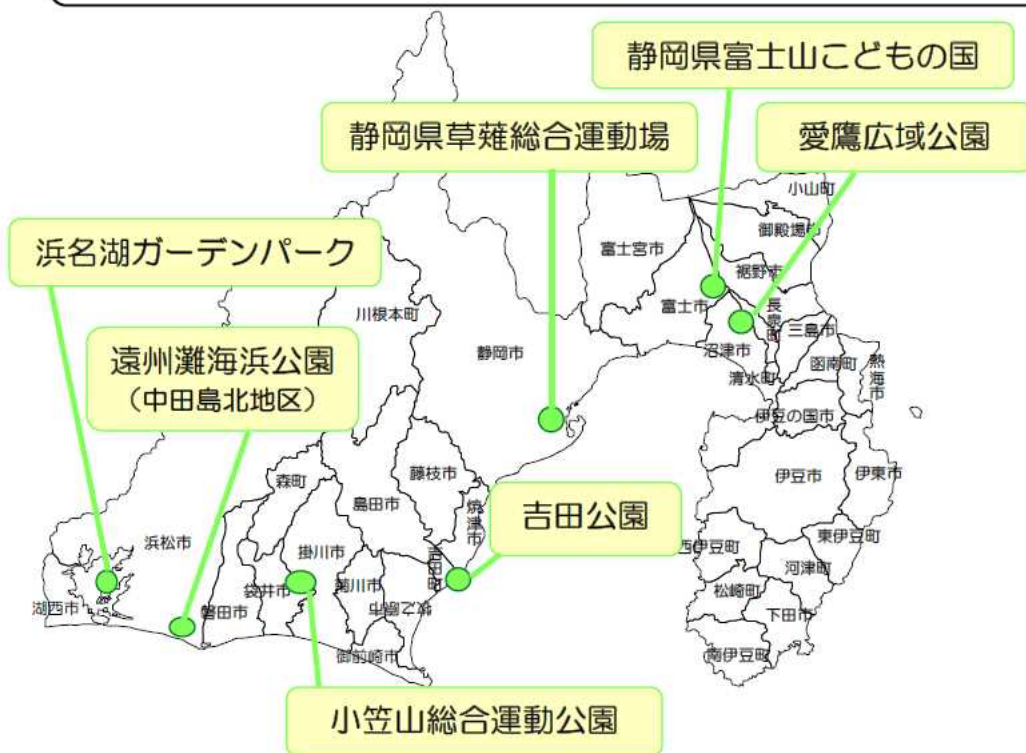 静岡県富士山こどもの国
静岡県草薙総合運動場
愛鷹広域公園
小山町
御殿場市
浜名湖ガーデンパーク
富士宮市
裾野市
川根本町
富士市
長泉町
遠州灘海浜公園
（中田島北地区）
静岡市
沼津市
三島市
清水町
函南町
熱海市
伊豆の国市
森町
藤枝市
伊豆市
伊東市
島田市
焼津市
吉田公園
浜松市
掛川市
吉田町
西伊豆町
東伊豆町
袋井市
菊川市
河津町
湖西市
磐田市
牧之原市
松崎町
下田市
御前崎市
南伊豆町
小笠山総合運動公園